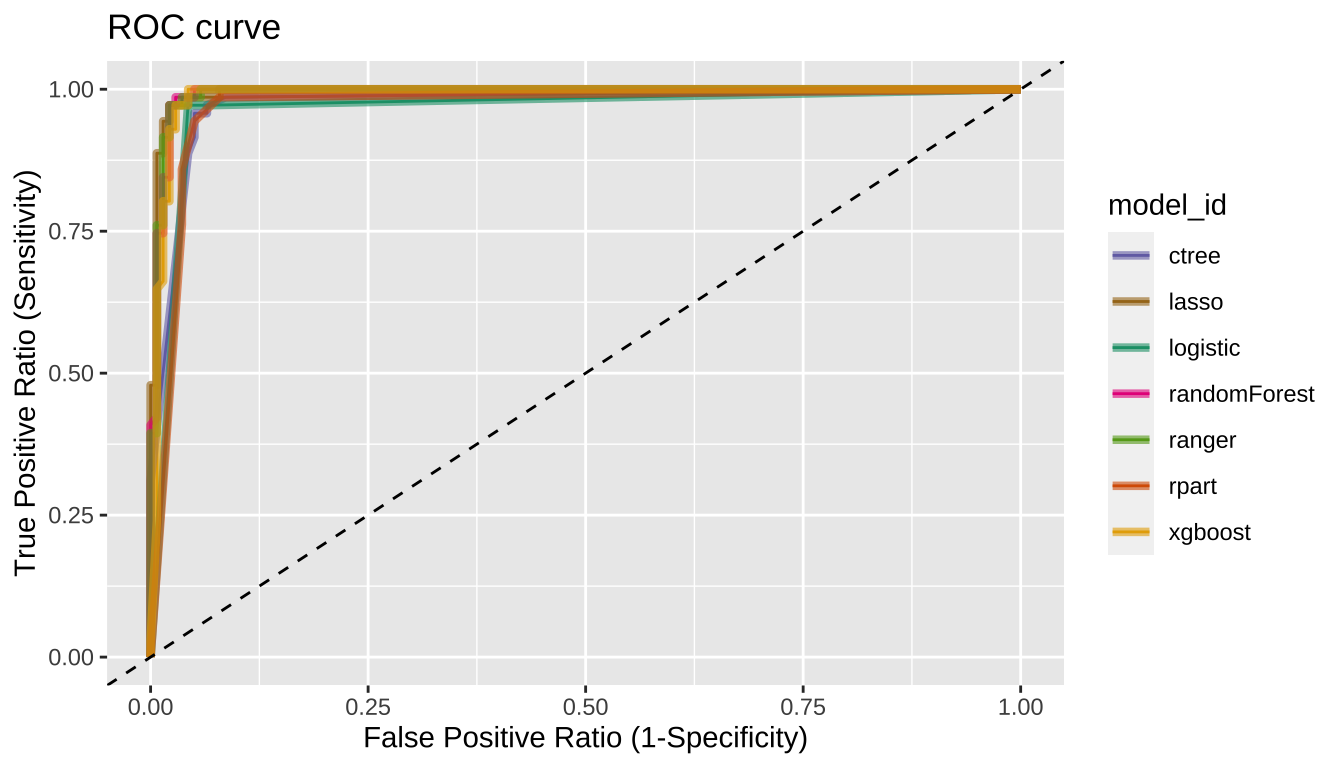 ROC curve
True Positive Ratio (Sensitivity)
1.00
0.75
0.50
0.25
0.00
0.00 0.25 0.50 0.75 1.00
False Positive Ratio (1-Specificity)
model_id
ctree
lasso
logistic
randomForest
ranger
rpart
xgboost